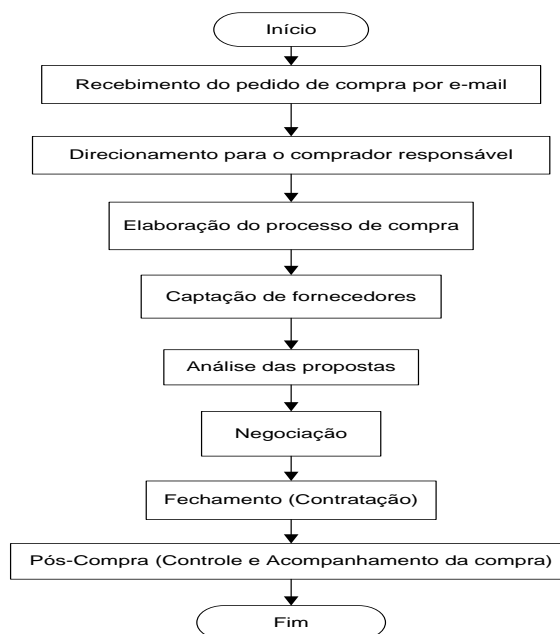 Início
Recebimento do pedido de compra por e-mail
Direcionamento para o comprador responsável
Elaboração do processo de compra
Captação de fornecedores
Análise das propostas
Negociação
Fechamento (Contratação)
Pós-Compra (Controle e Acompanhamento da compra)
Fim